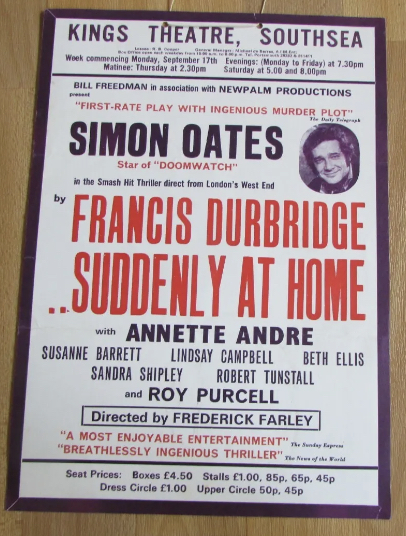 KINGS THEATRE, SOUTHSEA
Week commencing Monday, September 17th Evenings: (Monday to Friday) at 7.30pm
Matinee: Thursday at 2.30pm Saturday at 5.00 and 8.00pm
BILL FREEDMAN in association with NEWPALM PRODUCTIONS
present
"FIRST-RATE PLAY WITH INGENIOUS MURDER PLOT"
The Daily Telegraph
SIMON OATES
Star of "DOOMWATCH"
in the Smash Hit Thriller direct from London's West End
by
FRANCIS DURBRIDGE
..SUDDENLY AT HOME
with ANNETTE ANDRE
SUSANNE BARRETT LINDSAY CAMPBELL BETH ELLIS
SANDRA SHIPLEY ROBERT TUNSTALL
and ROY PURCELL
Directed by FREDERICK FARLEY
"A MOST ENJOYABLE ENTERTAINMENT" The Sunday Express
"BREATHLESSLY INGENIOUS THRILLER" The News of the World
Seat Prices: Boxes £4.50 Stalls £1.00, 85p, 65p, 45p
Dress Circle £1.00 Upper Circle 50p, 45p